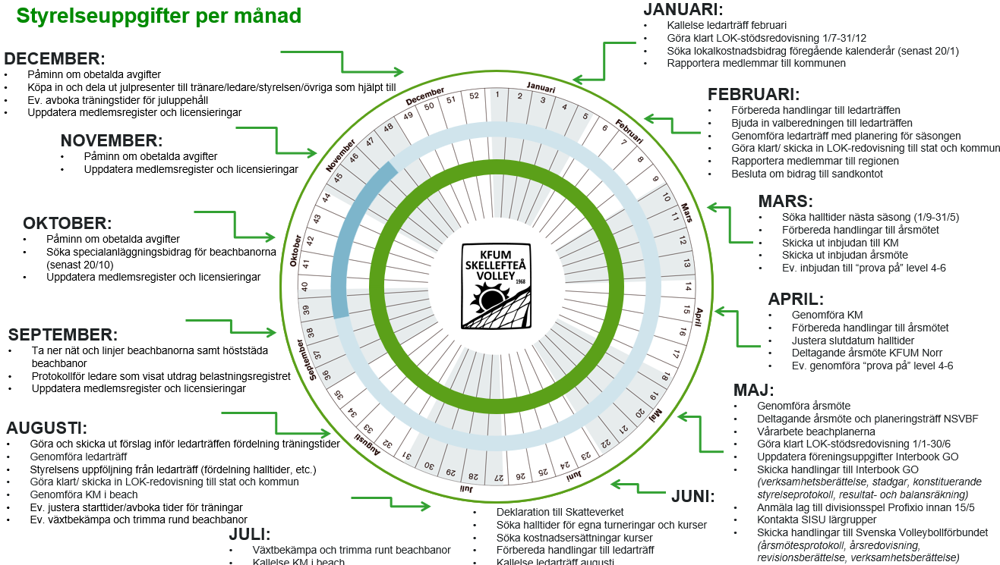 Styrelseuppgifter per månad
JANUARI:
• Kallelse ledarträff februari
• Göra klart LOK-stödsredovisning 1/7-31/12
• Söka lokalkostnadsbidrag föregående kalenderår (senast 20/1)
• Rapportera medlemmar till kommunen
FEBRUARI:
• Förbereda handlingar till ledarträffen
• Bjuda in valberedningen till ledarträffen
• Genomföra ledarträff med planering för säsongen
• Göra klart/ skicka in LOK-redovisning till stat och kommun
• Rapportera medlemmar till regionen
• Besluta om bidrag till sandkontot
MARS:
• Söka halltider nästa säsong (1/9-31/5)
• Förbereda handlingar till årsmötet
• Skicka ut inbjudan till KM
• Skicka ut inbjudan årsmöte
• Ev. inbjudan till “prova på” level 4-6
APRIL:
• Genomföra KM
• Förbereda handlingar till årsmötet
• Justera slutdatum halltider
• Deltagande årsmöte KFUM Norr
• Ev. genomföra “prova på” level 4-6
MAJ:
• Genomföra årsmöte
• Deltagande årsmöte och planeringsträff NSVBF
• Vårarbete beachplanerna
• Göra klart LOK-stödsredovisning 1/1-30/6
• Uppdatera föreningsuppgifter Interbook GO
• Skicka handlingar till Interbook GO
(verksamhetsberättelse, stadgar, konstituerande
styrelseprotokoll, resultat- och balansräkning)
• Anmäla lag till divisionsspel Profixio innan 15/5
• Kontakta SISU lärgrupper
• Skicka handlingar till Svenska Volleybollförbundet
(årsmötesprotokoll, årsredovisning,
revisionsberättelse, verksamhetsberättelse)
JUNI:
• Deklaration till Skatteverket
• Söka halltider för egna turneringar och kurser
• Söka kostnadsersättningar kurser
• Förbereda handlingar till ledarträff
• Kallelse ledarträff augusti
JULI:
• Växtbekämpa och trimma runt beachbanor
• Kallelse KM i beach
AUGUSTI:
• Göra och skicka ut förslag inför ledarträffen fördelning träningstider
• Genomföra ledarträff
• Styrelsens uppföljning från ledarträff (fördelning halltider, etc.)
• Göra klart/ skicka in LOK-redovisning till stat och kommun
• Genomföra KM i beach
• Ev. justera starttider/avboka tider för träningar
• Ev. växtbekämpa och trimma rund beachbanor
SEPTEMBER:
• Ta ner nät och linjer beachbanorna samt höststäda
beachbanor
• Protokollför ledare som visat utdrag belastningsregistret
• Uppdatera medlemsregister och licensieringar
OKTOBER:
• Påminn om obetalda avgifter
• Söka specialanläggningsbidrag för beachbanorna
(senast 20/10)
• Uppdatera medlemsregister och licensieringar
NOVEMBER:
• Påminn om obetalda avgifter
• Uppdatera medlemsregister och licensieringar
DECEMBER:
• Påminn om obetalda avgifter
• Köpa in och dela ut julpresenter till tränare/ledare/styrelsen/övriga som hjälpt till
• Ev. avboka träningstider för juluppehåll
• Uppdatera medlemsregister och licensieringar
Januari
Februari
Mars
April
Maj
Juni
Juli
Augusti
September
Oktober
November
December
1 2 3 4 5 6 7 8 9 10 11 12 13 14 15 16 17 18 19 20 21 22 23 24 25 26 27 28 29 30 31 32 33 34 35 36 37 38 39 40 41 42 43 44 45 46 47 48 49 50 51 52
KFUM
SKELLEFTEÅ
VOLLEY
1968